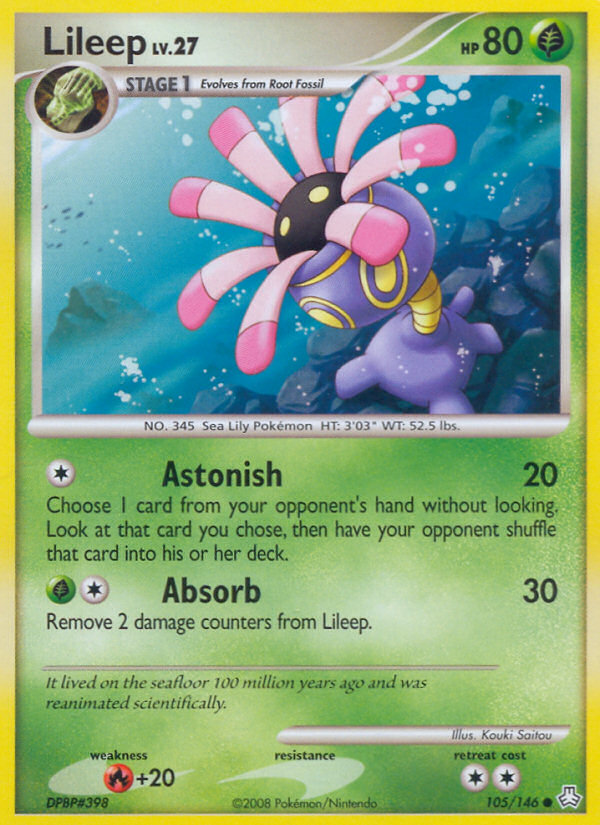 Lileep LV.27 HP 80
STAGE 1 Evolves from Root Fossil
NO. 345 Sea Lily Pokémon HT: 3'03" WT: 52.5 lbs.
Astonish 20
Choose 1 card from your opponent's hand without looking.
Look at that card you chose, then have your opponent shuffle
that card into his or her deck.
Absorb 30
Remove 2 damage counters from Lileep.
It lived on the seafloor 100 million years ago and was
reanimated scientifically.
Illus. Kouki Saitou
weakness resistance retreat cost
+20
DPBP#398 ©2008 Pokémon/Nintendo 105/146